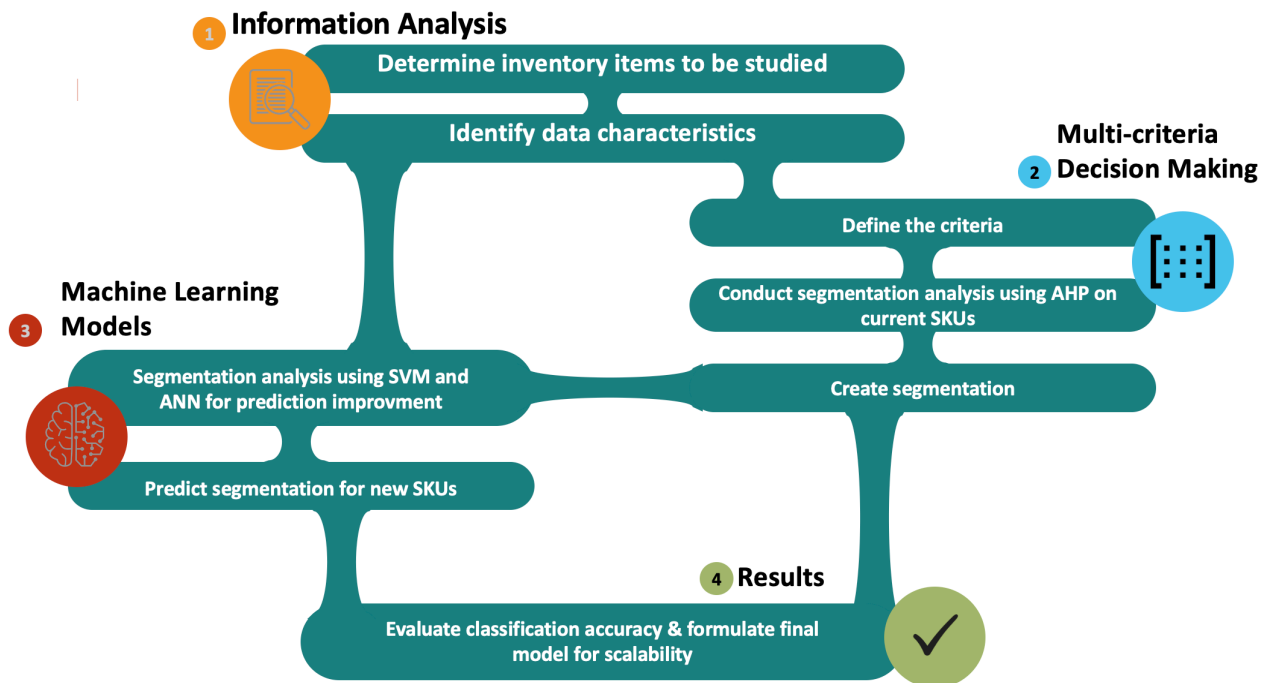 1
Information Analysis
Determine inventory items to be studied
Identify data characteristics
Multi-criteria
2
Decision Making
Define the criteria
Conduct segmentation analysis using AHP on
current SKUs
Create segmentation
Machine Learning
3
Models
Segmentation analysis using SVM and
ANN for prediction improvment
Predict segmentation for new SKUs
4
Results
Evaluate classification accuracy & formulate final
model for scalability